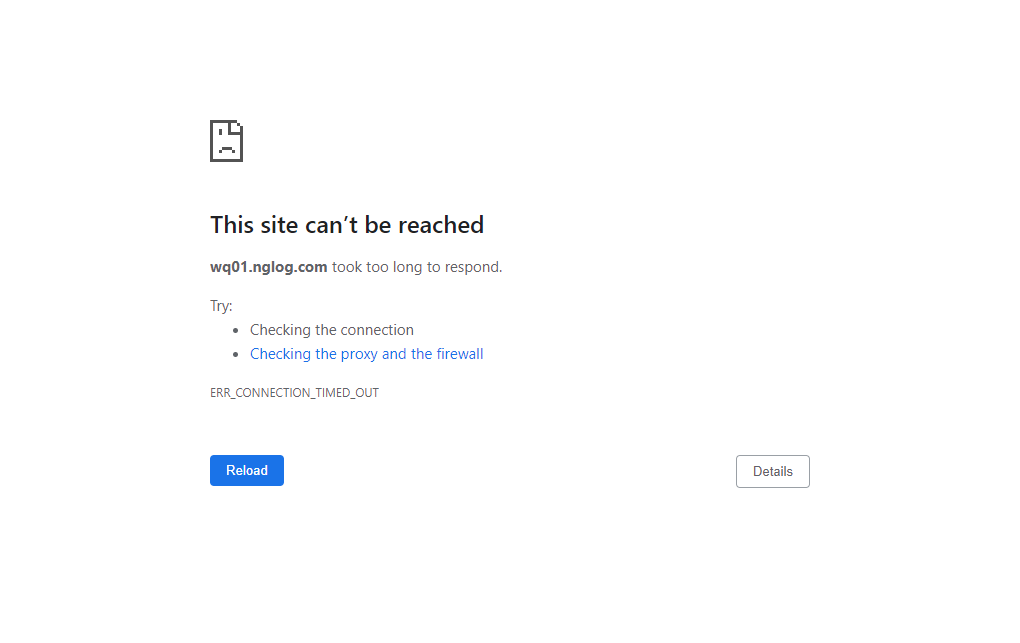 This site can’t be reached
wq01.nglog.com took too long to respond.
Try:
Checking the connection
Checking the proxy and the firewall
ERR_CONNECTION_TIMED_OUT
Reload
Details